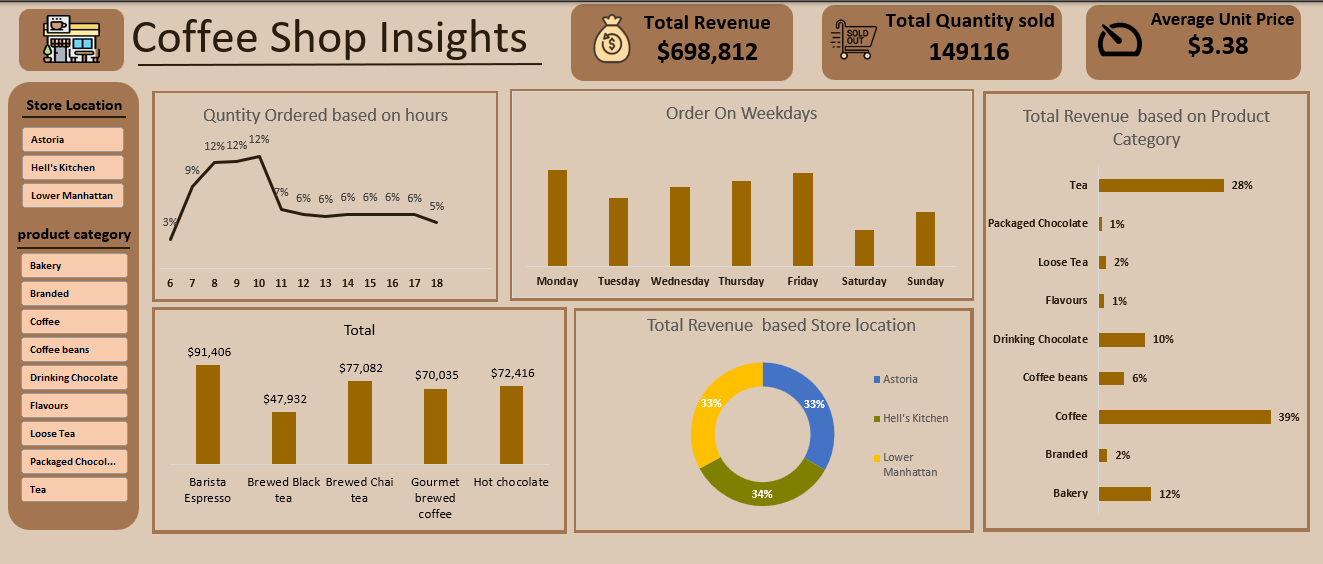 Coffee Shop Insights
Total Revenue
$698,812
SOLD
OUT
Total Quantity sold
149116
Average Unit Price
$3.38
Store Location
Astoria
Hell's Kitchen
Lower Manhattan
product category
Bakery
Branded
Coffee
Coffee beans
Drinking Chocolate
Flavours
Loose Tea
Packaged Chocol...
Tea
Quntity Ordered based on hours
3%
9%
12%
12%
12%
7%
6%
6%
6%
6%
6%
6%
5%
6 7 8 9 10 11 12 13 14 15 16 17 18
Order On Weekdays
Monday Tuesday Wednesday Thursday Friday Saturday Sunday
Total Revenue based on Product
Category
Tea 28%
Packaged Chocolate 1%
Loose Tea 2%
Flavours 1%
Drinking Chocolate 10%
Coffee beans 6%
Coffee 39%
Branded 2%
Bakery 12%
Total
$91,406
$47,932
$77,082
$70,035
$72,416
Barista
Espresso
Brewed Black
tea
Brewed Chai
tea
Gourmet
brewed
coffee
Hot chocolate
Total Revenue based Store location
33%
33%
34%
Astoria
Hell's Kitchen
Lower
Manhattan